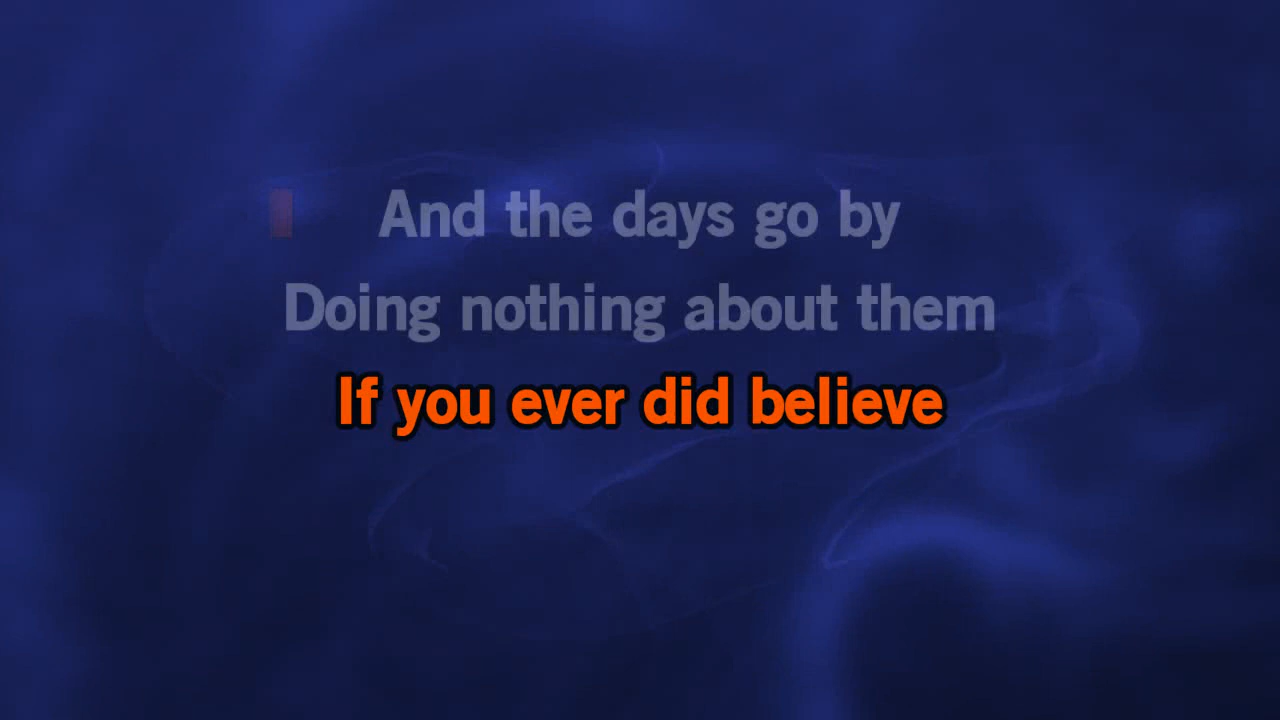 And the days go by
Doing nothing about them
If you ever did believe